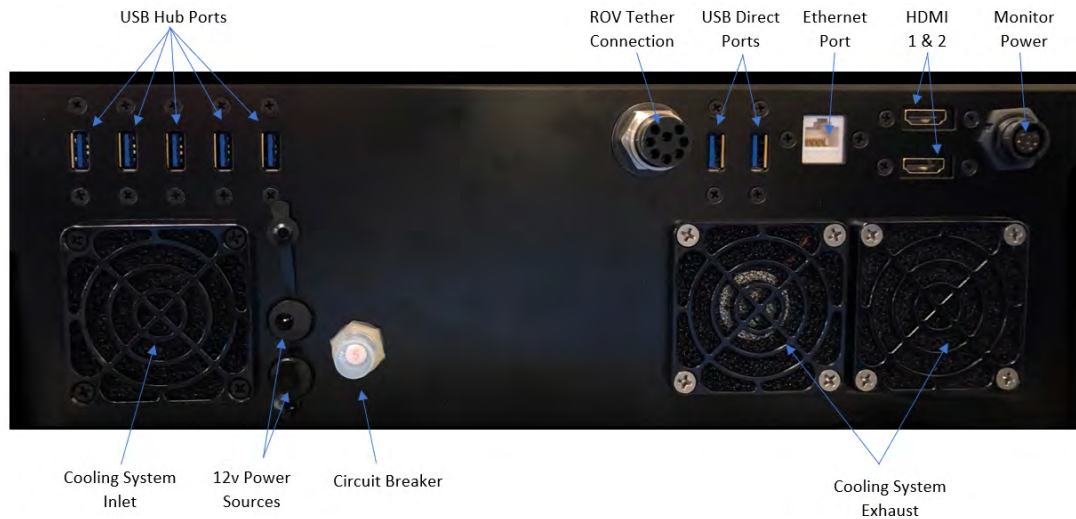 USB Hub Ports
ROV Tether
Connection
USB Direct
Ports
Ethernet
Port
HDMI
1 & 2
Monitor
Power
5
Cooling System
Inlet
12v Power
Sources
Circuit Breaker
Cooling System
Exhaust